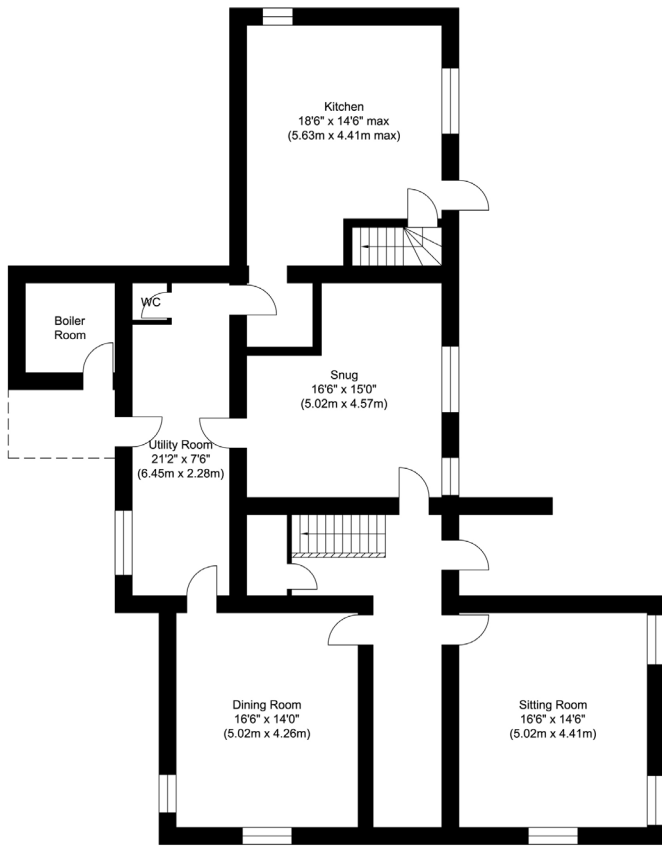 Kitchen
18'6" x 14'6" max
(5.63m x 4.41m max)
WC
Boiler
Room
Snug
16'6" x 15'0"
(5.02m x 4.57m)
Utility Room
21'2" x 7'6"
(6.45m x 2.28m)
Dining Room
16'6" x 14'0"
(5.02m x 4.26m)
Sitting Room
16'6" x 14'6"
(5.02m x 4.41m)